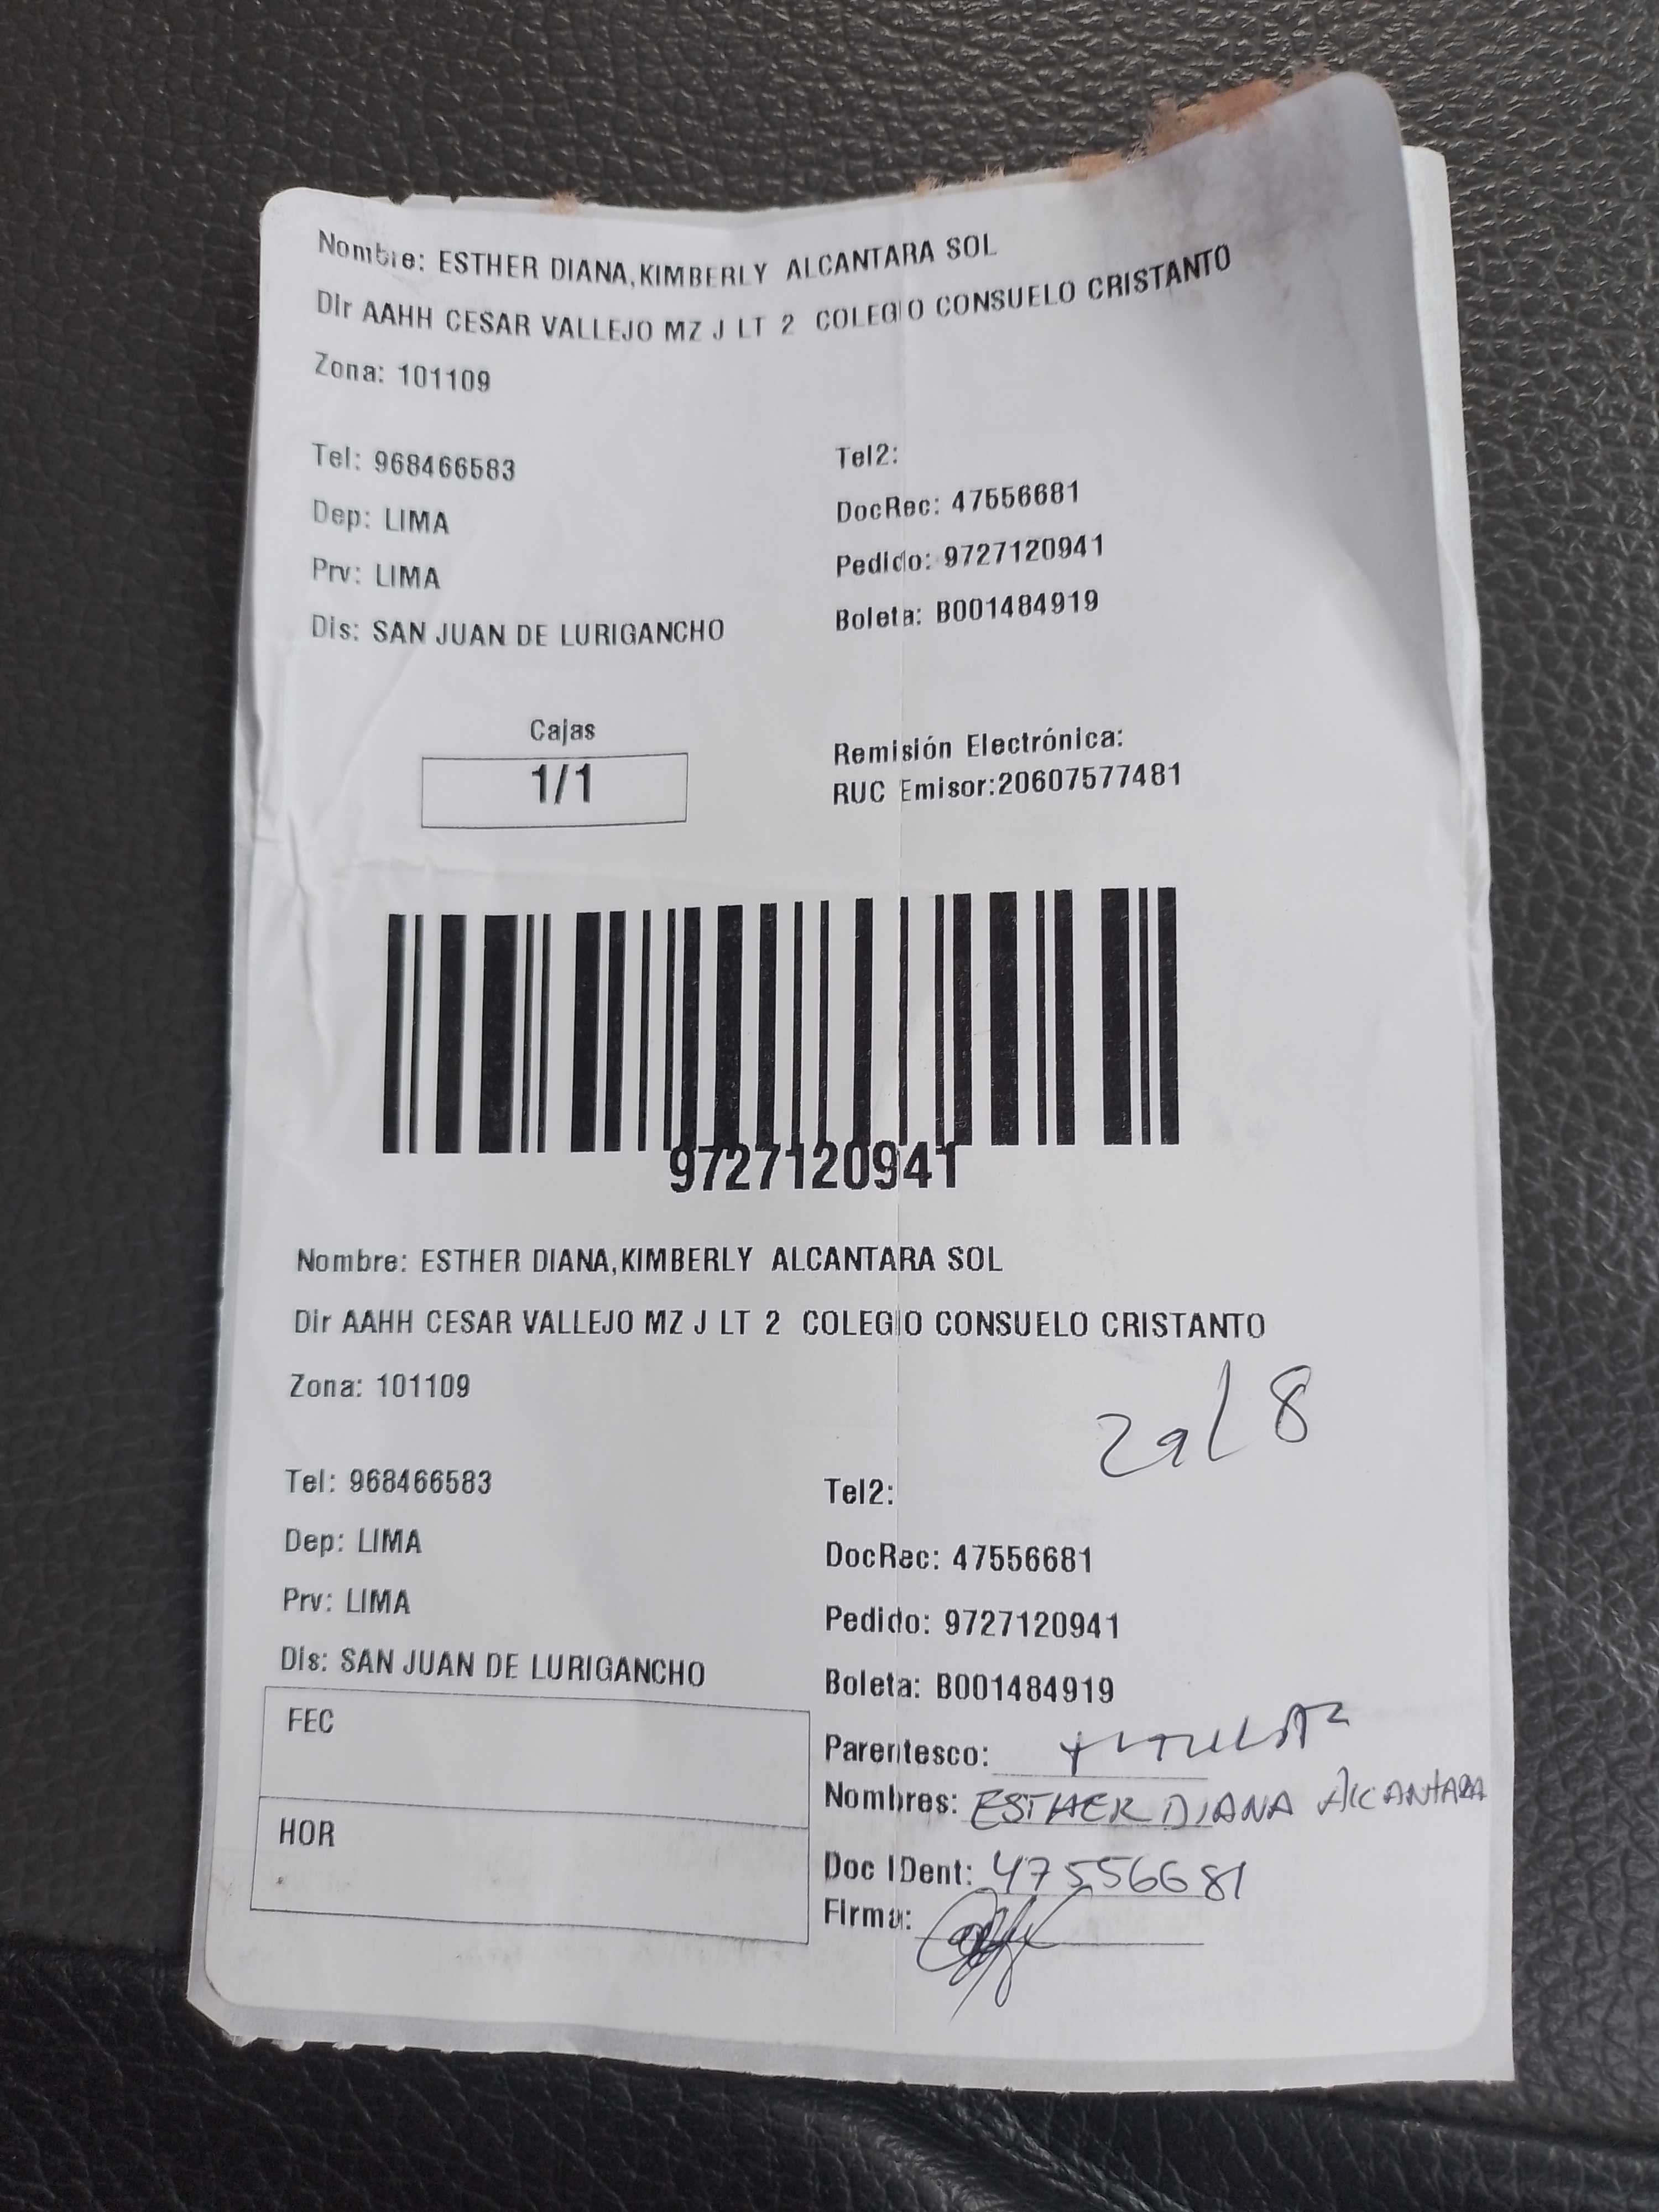 Nombre: ESTHER DIANA,KIMBERLY ALCANTARA SOL
Dir AAHH CESAR VALLEJO MZ J LT 2 COLEGIO CONSUELO CRISTANTO
Zona: 101109
Tel: 968466583 Tel2:
Dep: LIMA DocRec: 47556681
Prv: LIMA Pedido: 9727120941
Dis: SAN JUAN DE LURIGANCHO Boleta: B001484919
Cajas Remisión Electrónica:
1/1 RUC Emisor:20607577481
9727120941
Nombre: ESTHER DIANA,KIMBERLY ALCANTARA SOL
Dir AAHH CESAR VALLEJO MZ J LT 2 COLEGIO CONSUELO CRISTANTO
Zona: 101109
Tel: 968466583 Tel2:
Dep: LIMA DocRec: 47556681
Prv: LIMA Pedido: 9727120941
Dis: SAN JUAN DE LURIGANCHO Boleta: B001484919
FEC Parentesco: titular
Nombres: ESTHER DIANA ALCANTARA
HOR Doc IDent: 47556681
Firma: